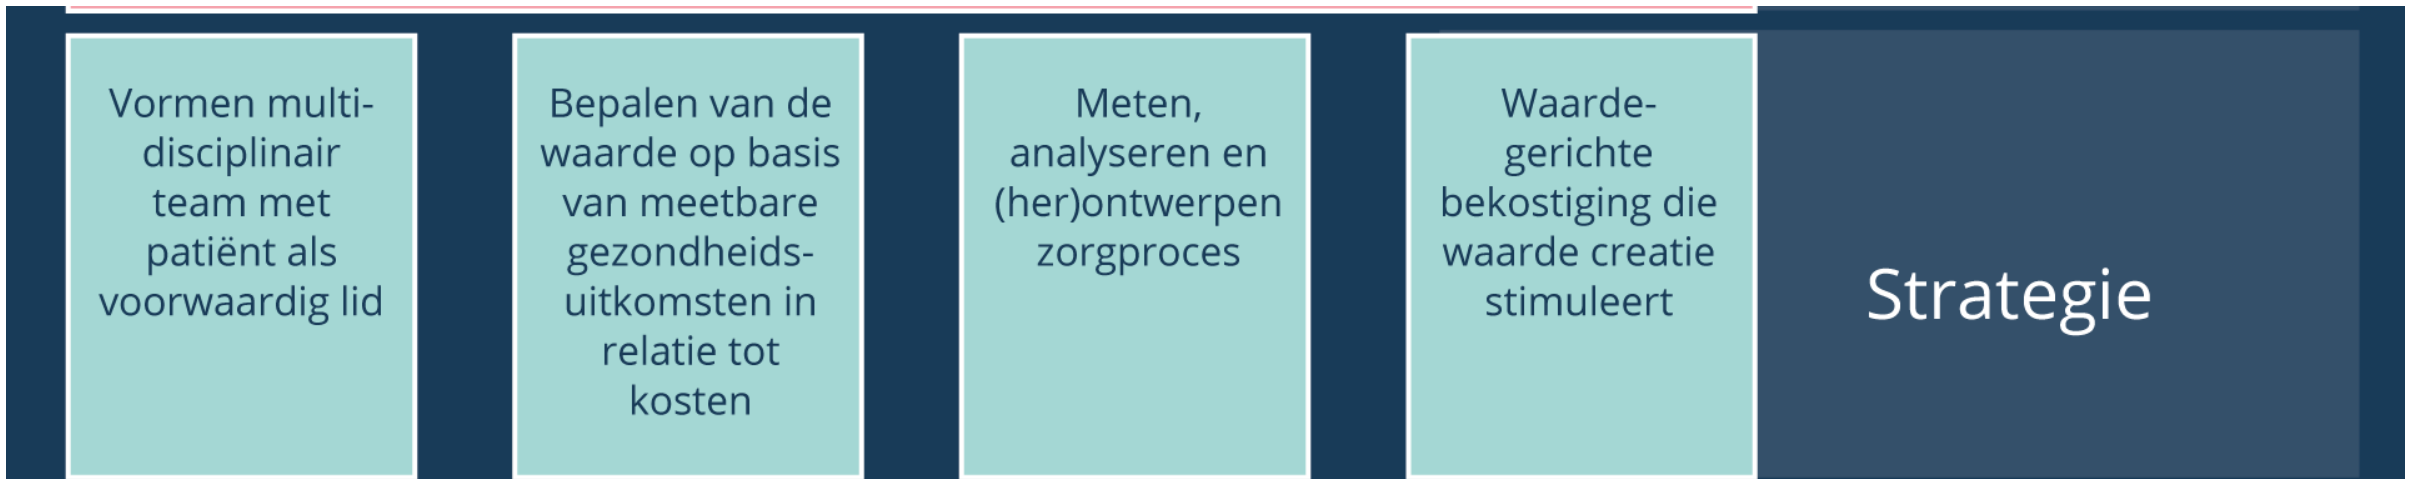 Vormen multi-
disciplinair
team met
patiënt als
voorwaardig lid
Bepalen van de
waarde op basis
van meetbare
gezondheids-
uitkomsten in
relatie tot
kosten
Meten,
analyseren en
(her)ontwerpen
zorgproces
Waarde-
gerichte
bekostiging die
waarde creatie
stimuleert
Strategie